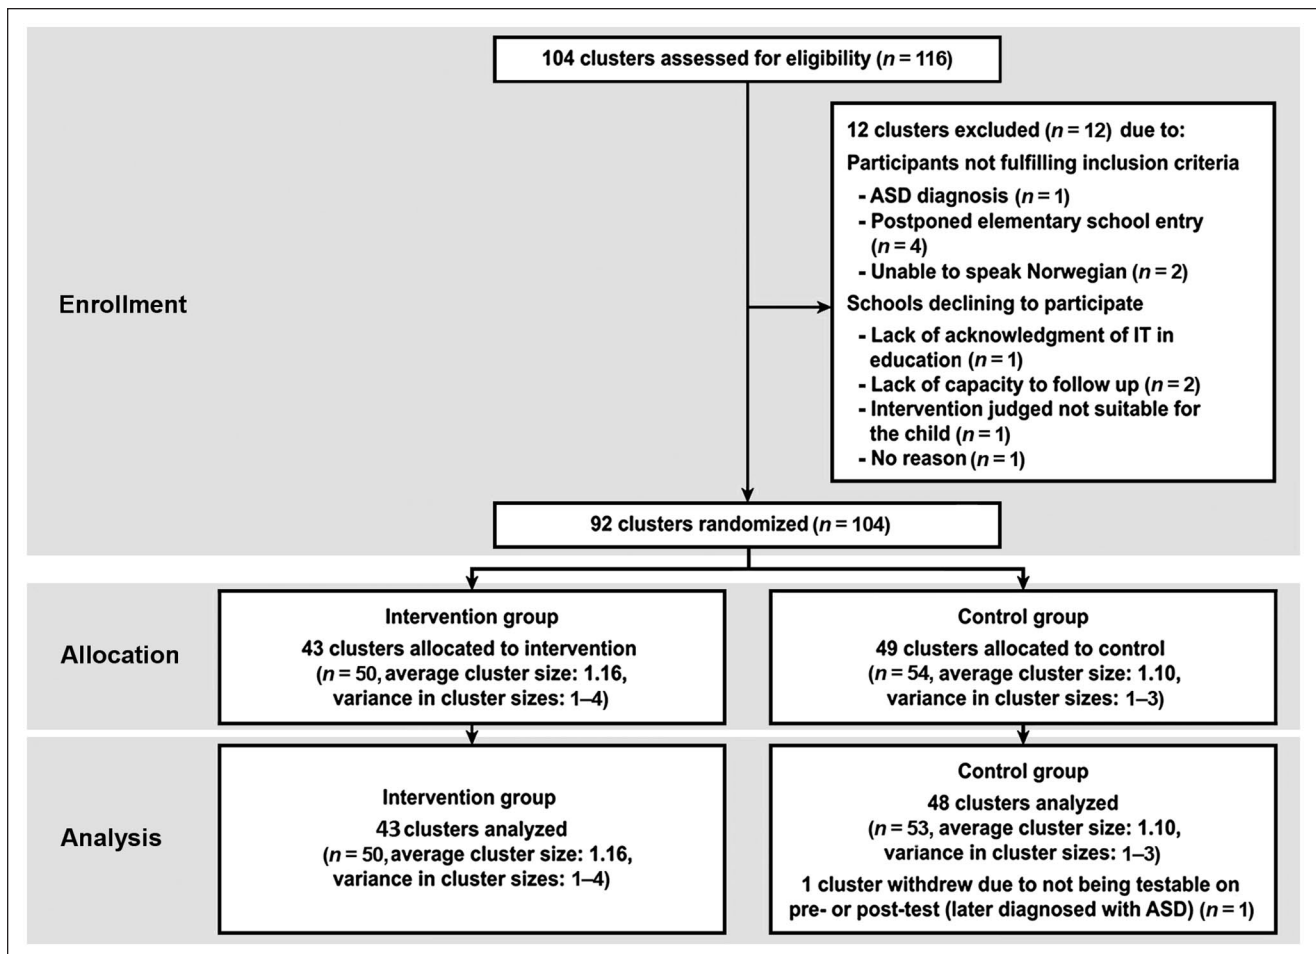 104 clusters assessed for eligibility (n = 116)
12 clusters excluded (n = 12) due to:
Participants not fulfilling inclusion criteria
- ASD diagnosis (n = 1)
- Postponed elementary school entry
(n = 4)
- Unable to speak Norwegian (n = 2)
Enrollment
Schools declining to participate
- Lack of acknowledgment of IT in
education (n = 1)
- Lack of capacity to follow up (n = 2)
- Intervention judged not suitable for
the child (n = 1)
- No reason (n = 1)
92 clusters randomized (n = 104)
Allocation
Intervention group
43 clusters allocated to intervention
(n = 50, average cluster size: 1.16,
variance in cluster sizes: 1–4)
Control group
49 clusters allocated to control
(n = 54, average cluster size: 1.10,
variance in cluster sizes: 1–3)
Analysis
Intervention group
43 clusters analyzed
(n = 50, average cluster size: 1.16,
variance in cluster sizes: 1–4)
Control group
48 clusters analyzed
(n = 53, average cluster size: 1.10,
variance in cluster sizes: 1–3)
1 cluster withdrew due to not being testable on
pre- or post-test (later diagnosed with ASD) (n = 1)